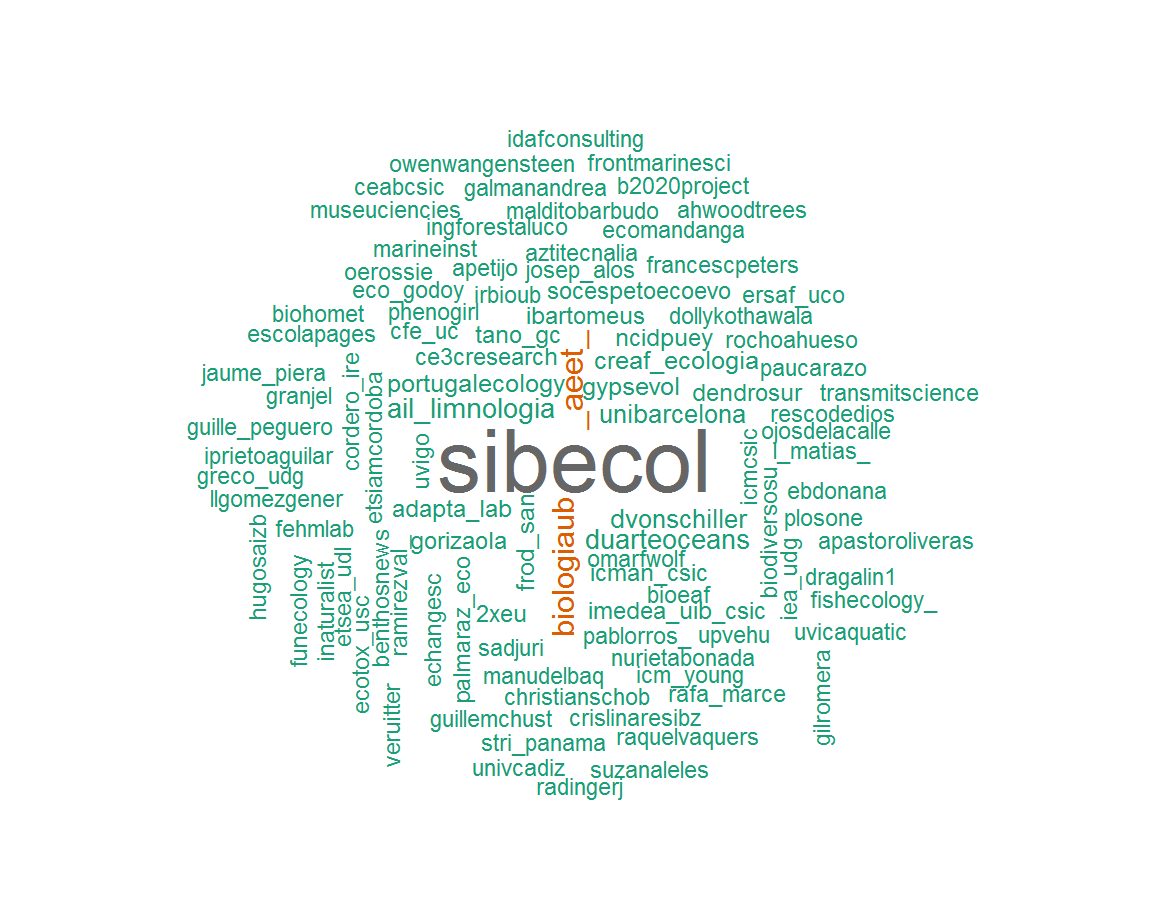 idafconsulting
owenwangensteen frontmarinesci
ceabcsic galmanandrea b2020project
museuciencies malditobarbudo ahwoodtrees
ingforestaluco ecomandanga
marineinst aztitecnalia
oerossie apetijo josep_alos francescpeters
eco_godoy irbioub socespetoecoevo ersaf_uco
biohomet phenogirl ibartomeus dollykothawala
escolapages cfe_uc tano_gc ncidpuey rochoahueso
ce3cresearch _aeet_ creaf_ecologia paucarazo
jaume_piera cordero_ire portugalecology gypsevol dendrosur transmitscience
granjel etsiamcordoba ail_limnologia unibarcelona rescodedios
guille_peguero ojosdelacalle
iprietoaguilar uvigo sibecol icmcsic l_matias_
greco_udg ebdonana
llgomezgener adapta_lab frod_san biologiaub dvonschiller biodiversosu plosone
hugosaizb fehmlab gorizaola duarteoceans apastoroliveras
omarfwolf
funecology inaturalist etsea_udl ecotox_usc benthosnews ramirezval_ echangesc palmaraz_eco icman_csic iea_udg _dragalin1
bioeaf fishecology_
2xeu imedea_uib_csic
sadjuri pablorros_ upvehu uvicaquatic
nurietabonada
manudelbaq icm_young gilromera
veruitter christianschob rafa_marce
guillemchust crislinaresibz
stri_panama raquelvaquers
univcadiz suzanaleles
radingerj